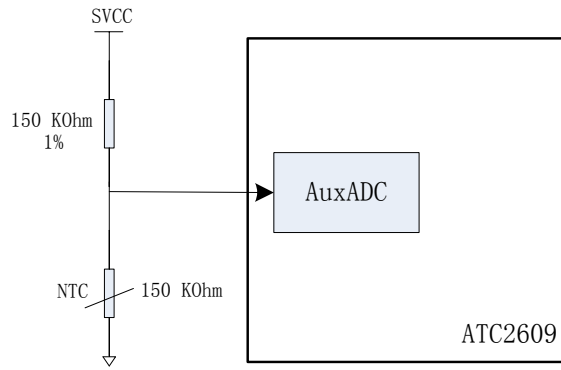 SVCC
150 KOhm
1%
AuxADC
NTC
150 KOhm
ATC2609